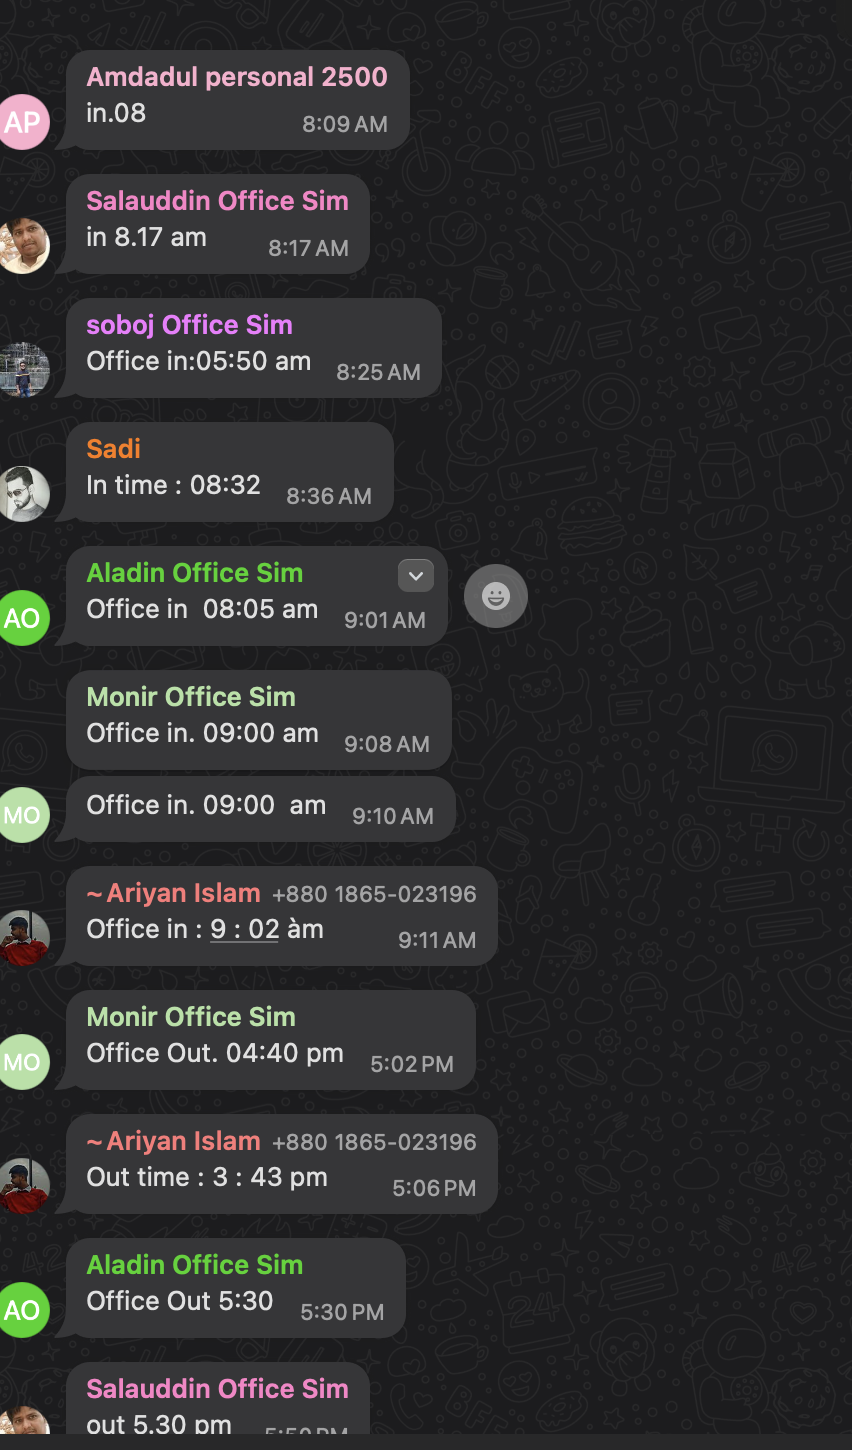 Amdadul personal 2500
in.08
8:09 AM
AP
Salauddin Office Sim
in 8.17 am
8:17 AM
soboj Office Sim
Office in:05:50 am
8:25 AM
Sadi
In time : 08:32
8:36 AM
Aladin Office Sim
Office in  08:05 am
9:01 AM
AO
Monir Office Sim
Office in. 09:00 am
9:08 AM
Office in. 09:00  am
9:10 AM
MO
~Ariyan Islam +880 1865-023196
Office in : 9 : 02 àm
9:11 AM
Monir Office Sim
Office Out. 04:40 pm
5:02 PM
MO
~Ariyan Islam +880 1865-023196
Out time : 3 : 43 pm
5:06 PM
Aladin Office Sim
Office Out 5:30
5:30 PM
AO
Salauddin Office Sim
out 5.30 pm